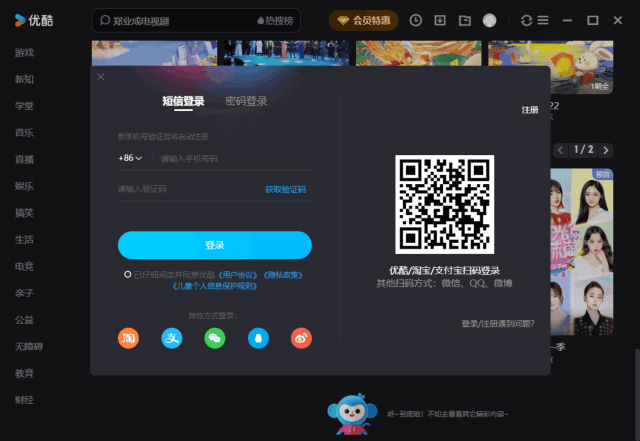 优酷
郑业成电视剧
热搜榜
会员特惠
游戏
新知
学堂
音乐
直播
娱乐
搞笑
生活
电竞
亲子
公益
无障碍
教育
财经
1期全
22
1 / 2
预告
一季
短信登录
密码登录
注册
新手机号验证后将自动注册
+86
请输入手机号码
请输入验证码
获取验证码
登录
已仔细阅读并同意优酷《用户协议》《隐私政策》
《儿童个人信息保护规则》
其他方式登录:
淘
支
优酷/淘宝/支付宝扫码登录
其他扫码方式：微信、QQ、微博
登录/注册遇到问题?
好~到底啦！不如去看看其它精彩内容~